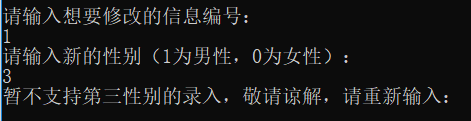 请输入想要修改的信息编号：
1
请输入新的性别（1为男性，0为女性）：
3
暂不支持第三性别的录入，敬请谅解，请重新输入：